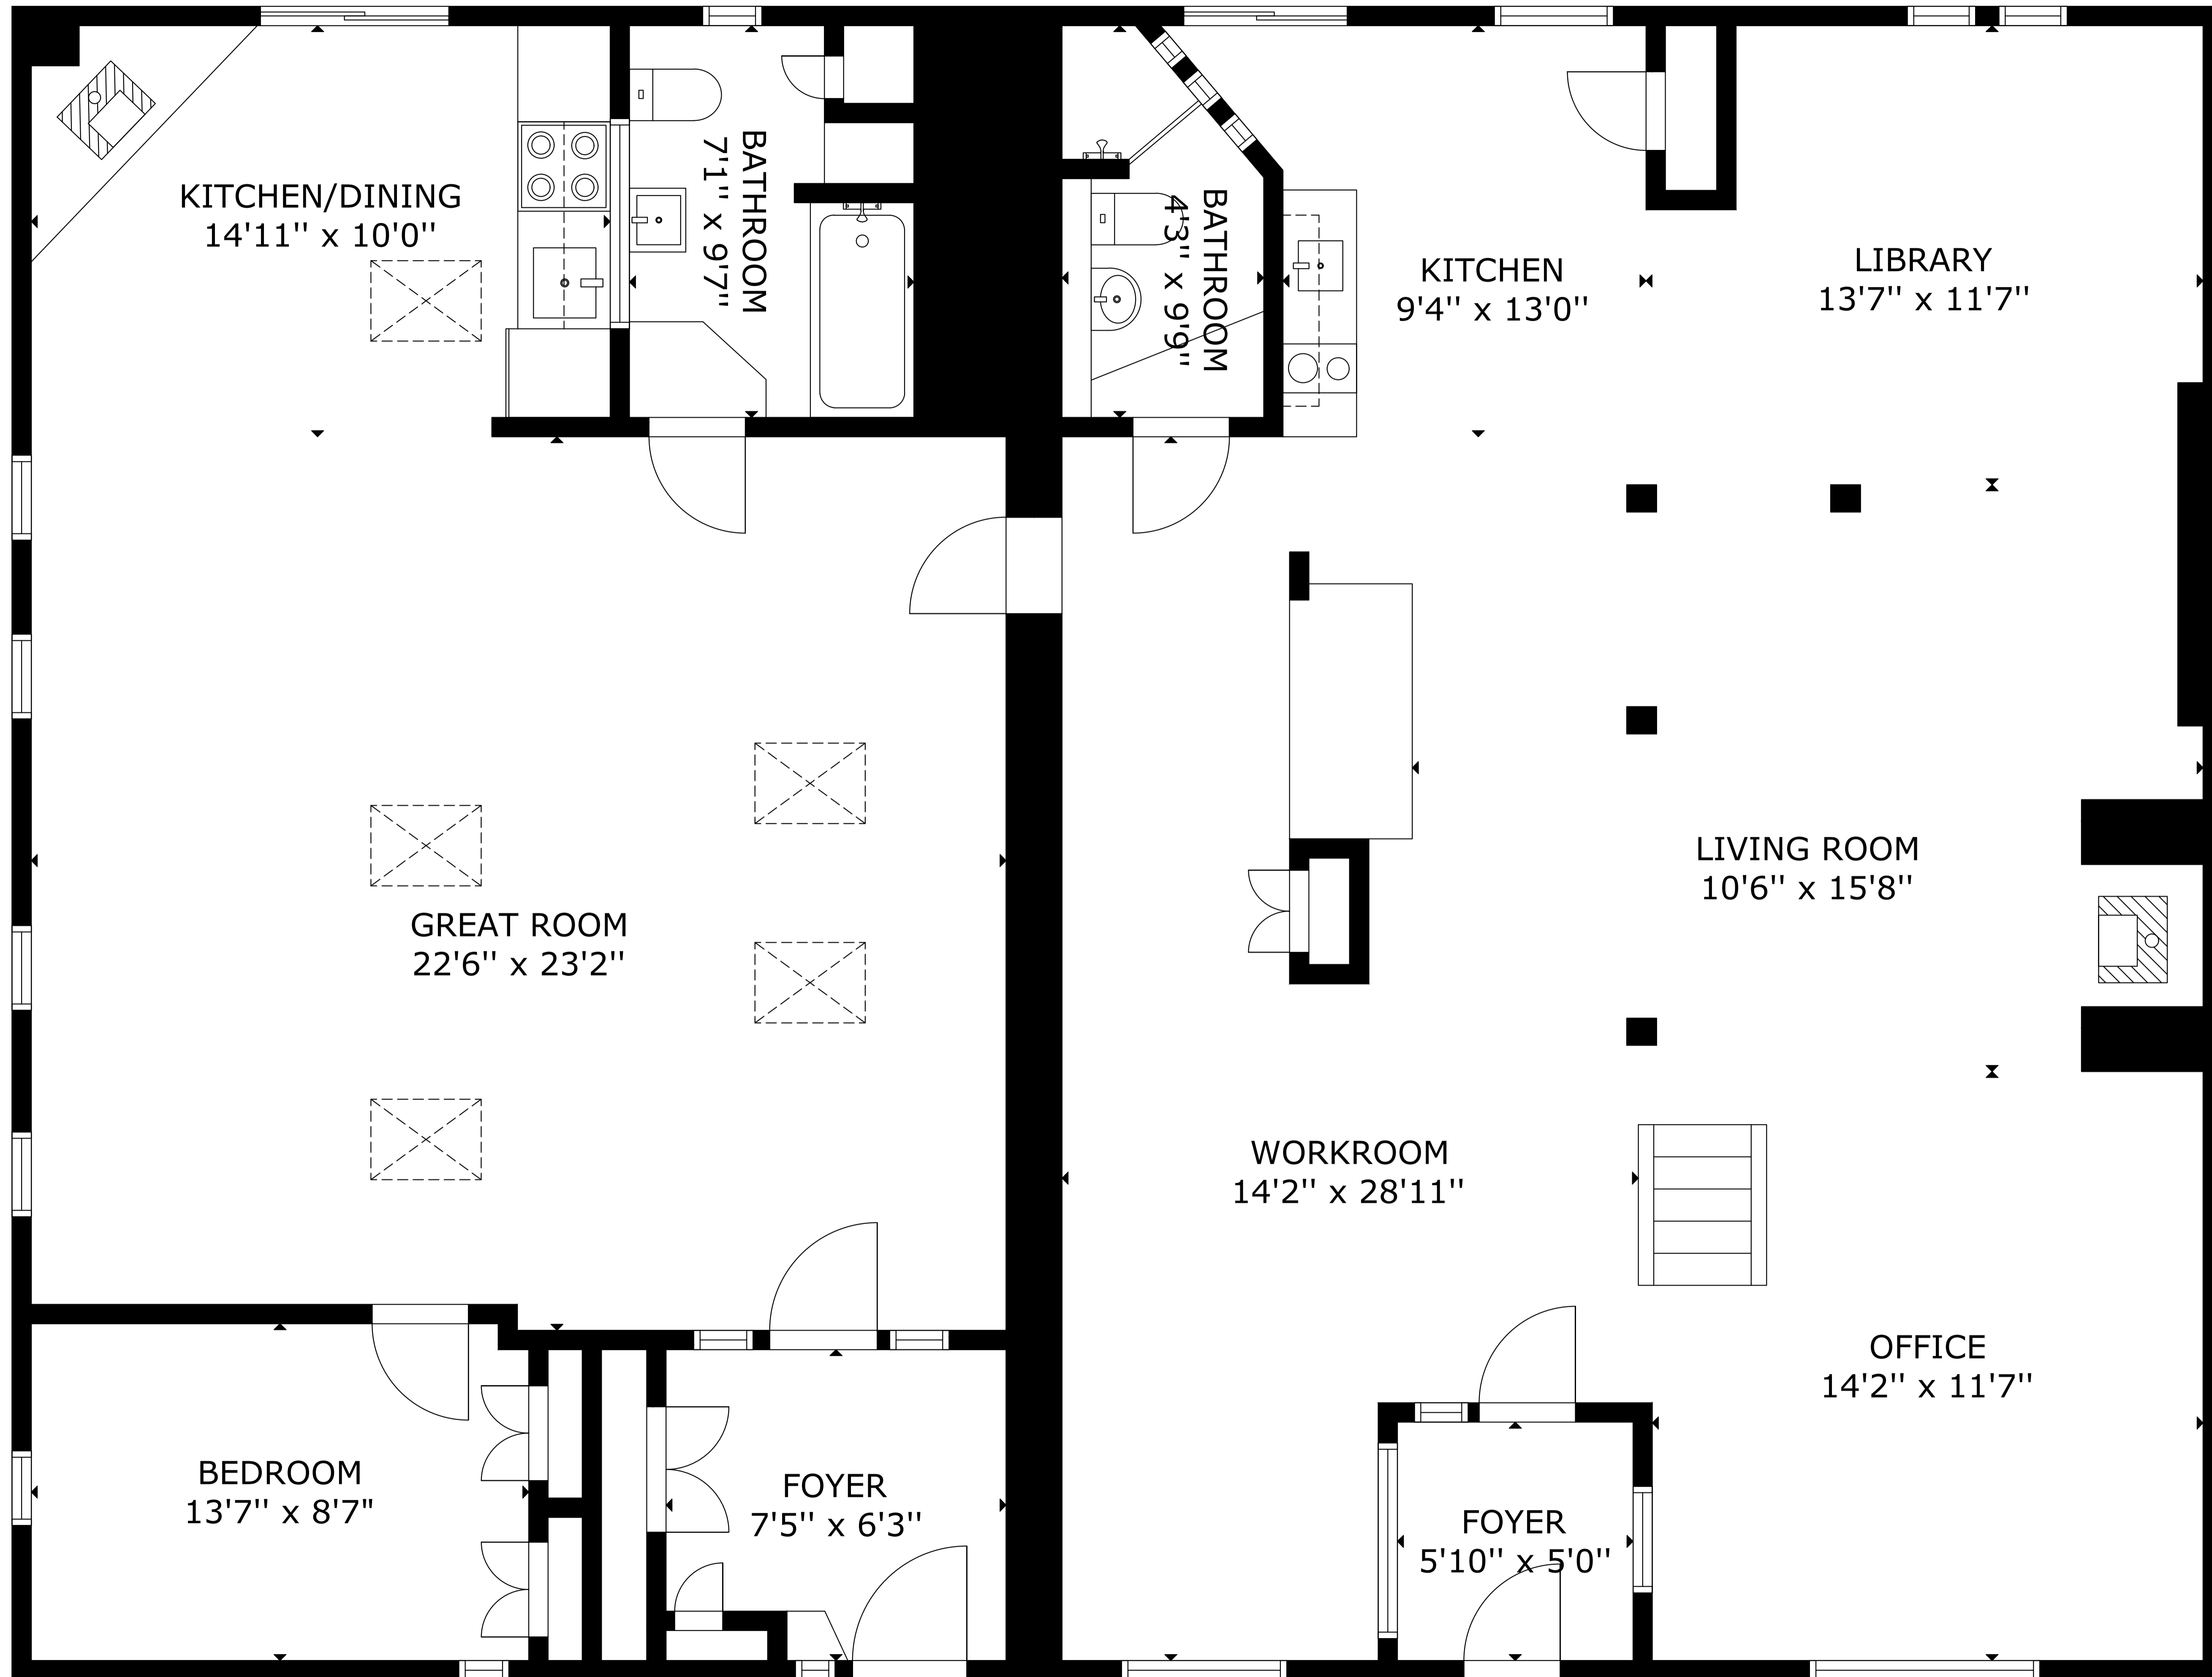 KITCHEN/DINING
14'11'' x 10'0''
BATHROOM
7'1'' x 9'7''
BATHROOM
4'3'' x 9'9''
KITCHEN
9'4'' x 13'0''
LIBRARY
13'7'' x 11'7''
GREAT ROOM
22'6'' x 23'2''
LIVING ROOM
10'6'' x 15'8''
WORKROOM
14'2'' x 28'11''
OFFICE
14'2'' x 11'7''
BEDROOM
13'7'' x 8'7"
FOYER
7'5'' x 6'3''
FOYER
5'10'' x 5'0''